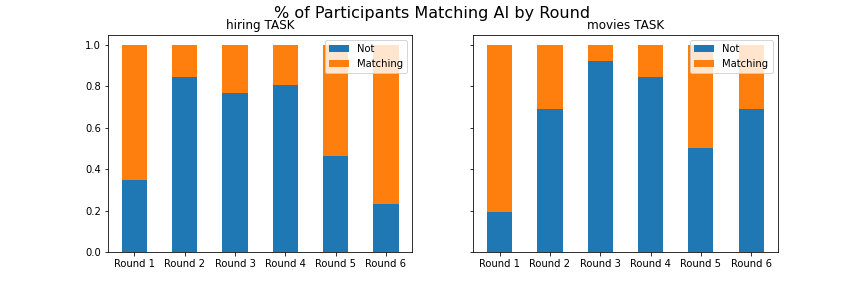 % of Participants Matching AI by Round
hiring TASK
Not
Matching
1.0
0.8
0.6
0.4
0.2
0.0
Round 1 Round 2 Round 3 Round 4 Round 5 Round 6
movies TASK
Not
Matching
Round 1 Round 2 Round 3 Round 4 Round 5 Round 6